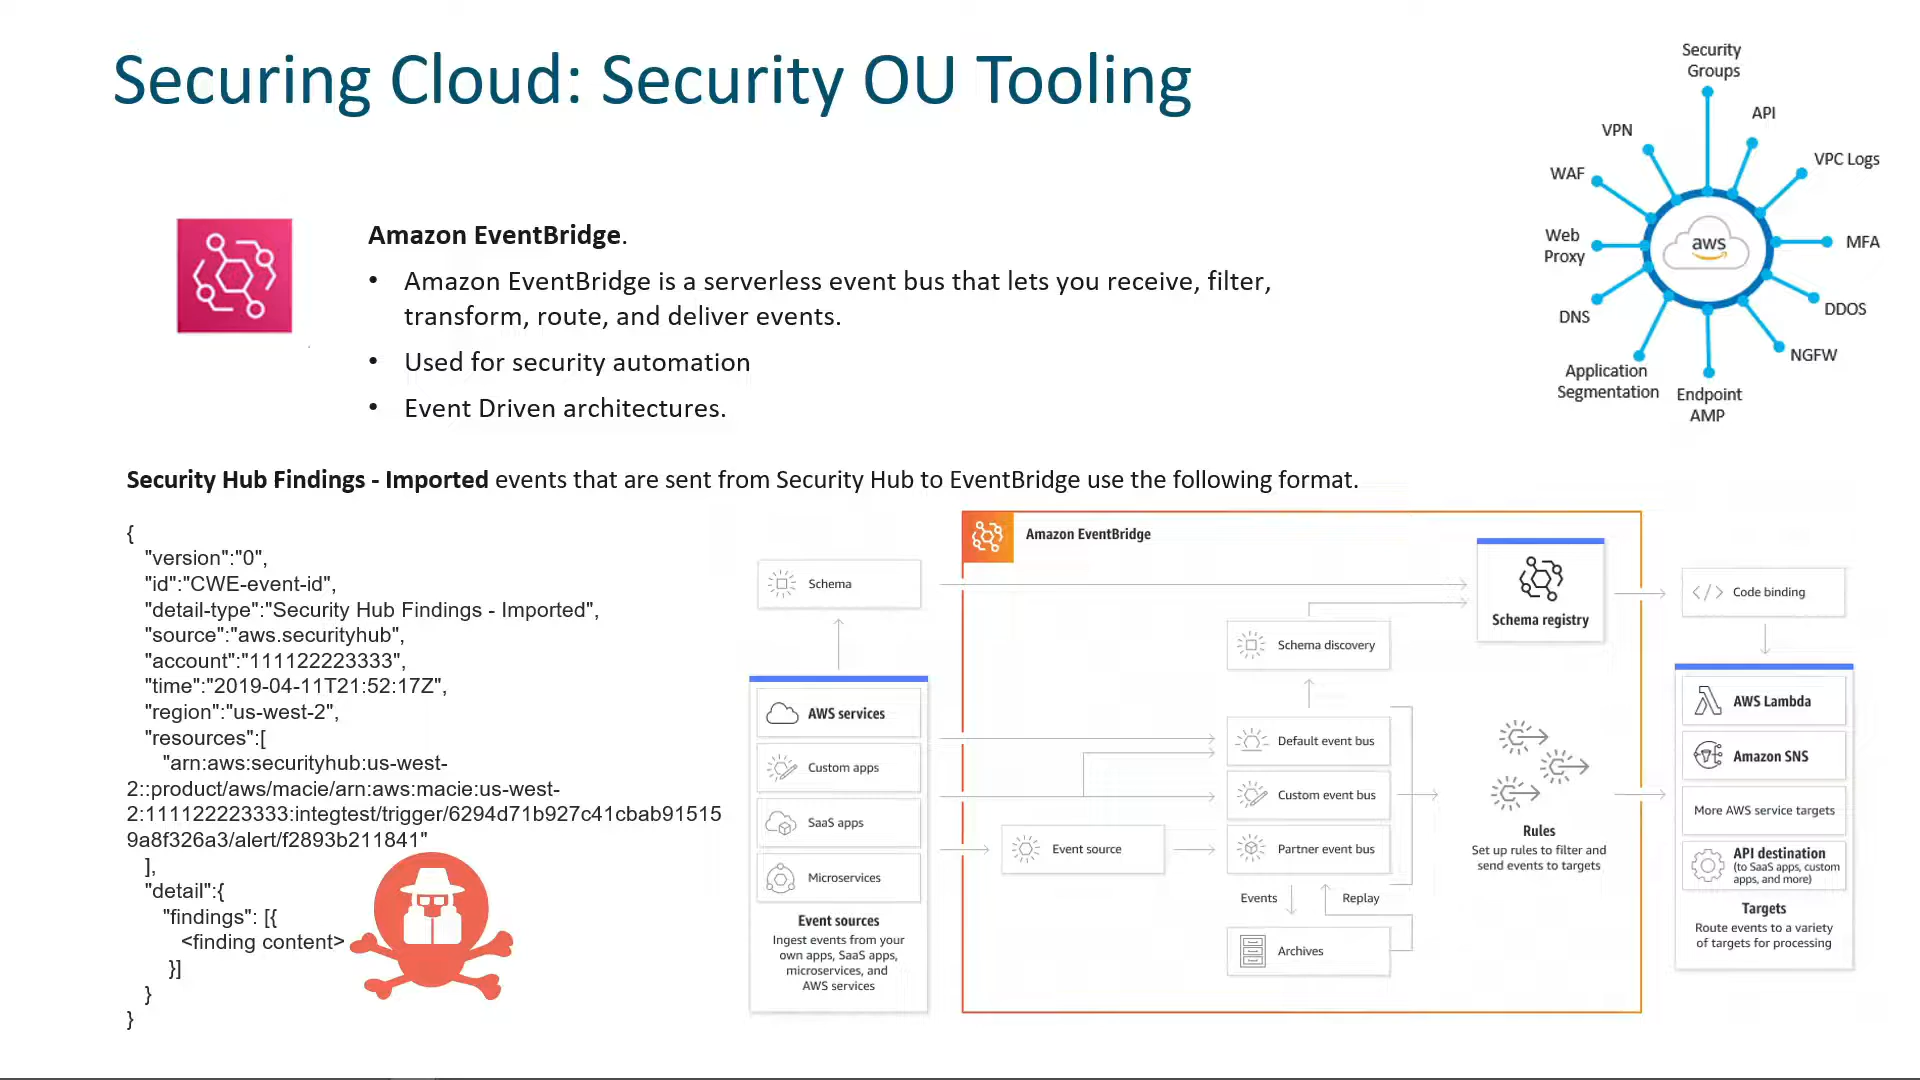 Securing Cloud: Security OU Tooling
Security
Groups
API
VPN
VPC Logs
WAF
Web
Proxy
aws
MFA
DNS
DDOS
NGFW
Application
Segmentation
Endpoint
AMP
Amazon EventBridge.
• Amazon EventBridge is a serverless event bus that lets you receive, filter,
transform, route, and deliver events.
• Used for security automation
• Event Driven architectures.
Security Hub Findings - Imported events that are sent from Security Hub to EventBridge use the following format.
{
"version":"0",
"id":"CWE-event-id",
"detail-type":"Security Hub Findings - Imported",
"source":"aws.securityhub",
"account":"111122223333",
"time":"2019-04-11T21:52:17Z",
"region":"us-west-2",
"resources":[
"arn:aws:securityhub:us-west-
2::product/aws/macie/arn:aws:macie:us-west-
2:111122223333:integtest/trigger/6294d71b927c41cbab91515
9a8f326a3/alert/f2893b211841"
],
"detail":{
"findings": [{
<finding content>
}]
}
}
Schema
AWS services
Custom apps
SaaS apps
Microservices
Event sources
Ingest events from your
own apps, SaaS apps,
microservices, and
AWS services
Amazon EventBridge
Schema registry
Schema discovery
Default event bus
Custom event bus
Event source
Partner event bus
Events
Replay
Archives
Rules
Set up rules to filter and
send events to targets
</> Code binding
AWS Lambda
Amazon SNS
More AWS service targets
API destination
(to SaaS apps, custom
apps, and more)
Targets
Route events to a variety
of targets for processing